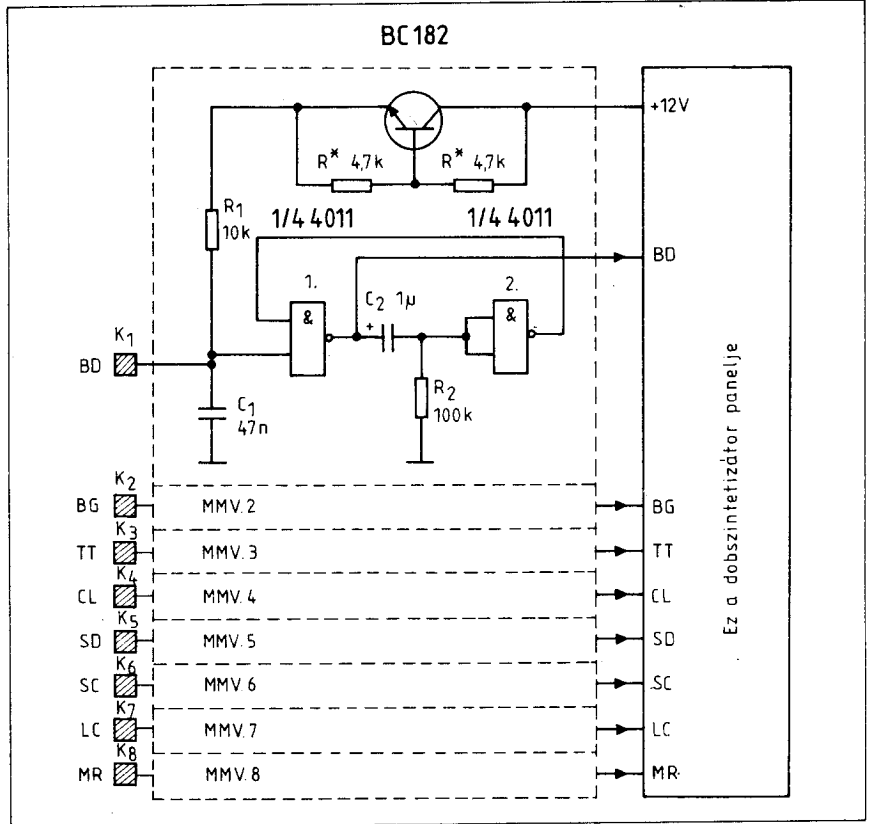 BC182
+12V
R* 4,7k
R* 4,7k
R1
10k
1/4 4011
1/4 4011
BD
1.
&
C2 1µ
+
2.
&
K1
BD
R2
100k
C1
47n
K2
BG
MMV.2
BG
K3
TT
MMV.3
TT
K4
CL
MMV.4
CL
K5
SD
MMV.5
SD
K6
SC
MMV.6
SC
K7
LC
MMV.7
LC
K8
MR
MMV.8
MR
Ez a dobszintetizátor panelje